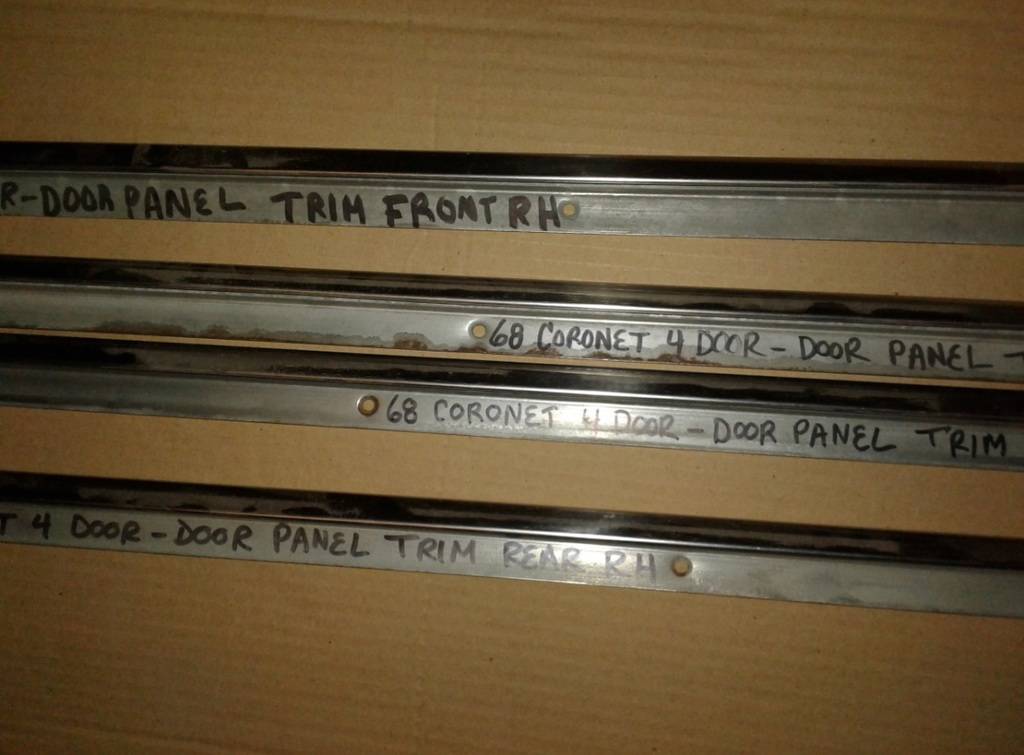 R-DOOR PANEL TRIM FRONT RH
68 CORONET 4 DOOR-DOOR PANEL -
68 CORONET 4 DOOR-DOOR PANEL TRIM
T 4 DOOR-DOOR PANEL TRIM REAR RH